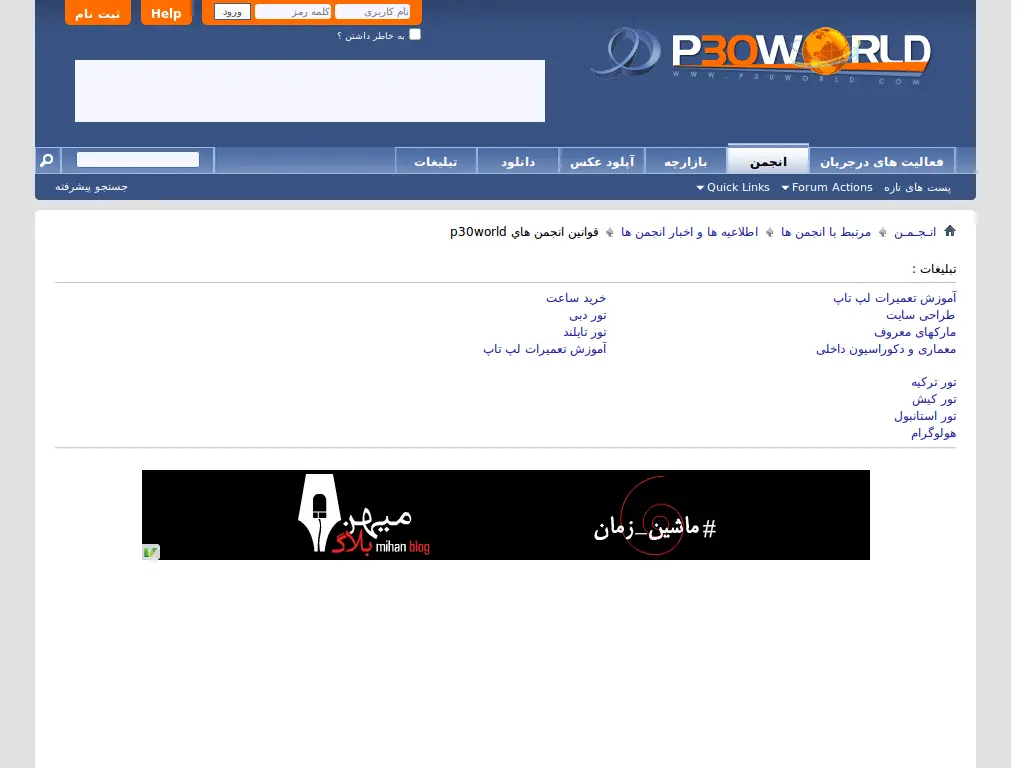 ثبت نام
Help
نام کاربری
کلمه رمز
ورود
به خاطر داشتن ؟
P30WORLD
WWW.P30WORLD.COM
فعالیت های درجریان
انجمن
بازارچه
آپلود عکس
دانلود
تبلیغات
پست های تازه
Forum Actions
Quick Links
جستجو پیشرفته
انـجـمـن
مرتبط با انجمن ها
اطلاعیه ها و اخبار انجمن ها
قوانين انجمن هاي p30world
تبلیغات :
آموزش تعمیرات لپ تاپ
خرید ساعت
طراحی سایت
تور دبی
مارکهای معروف
تور تایلند
معماری و دکوراسیون داخلی
آموزش تعمیرات لپ تاپ
تور ترکیه
تور کیش
تور استانبول
هولوگرام
#ماشین_زمان
میهن
بلاگ
mihan blog